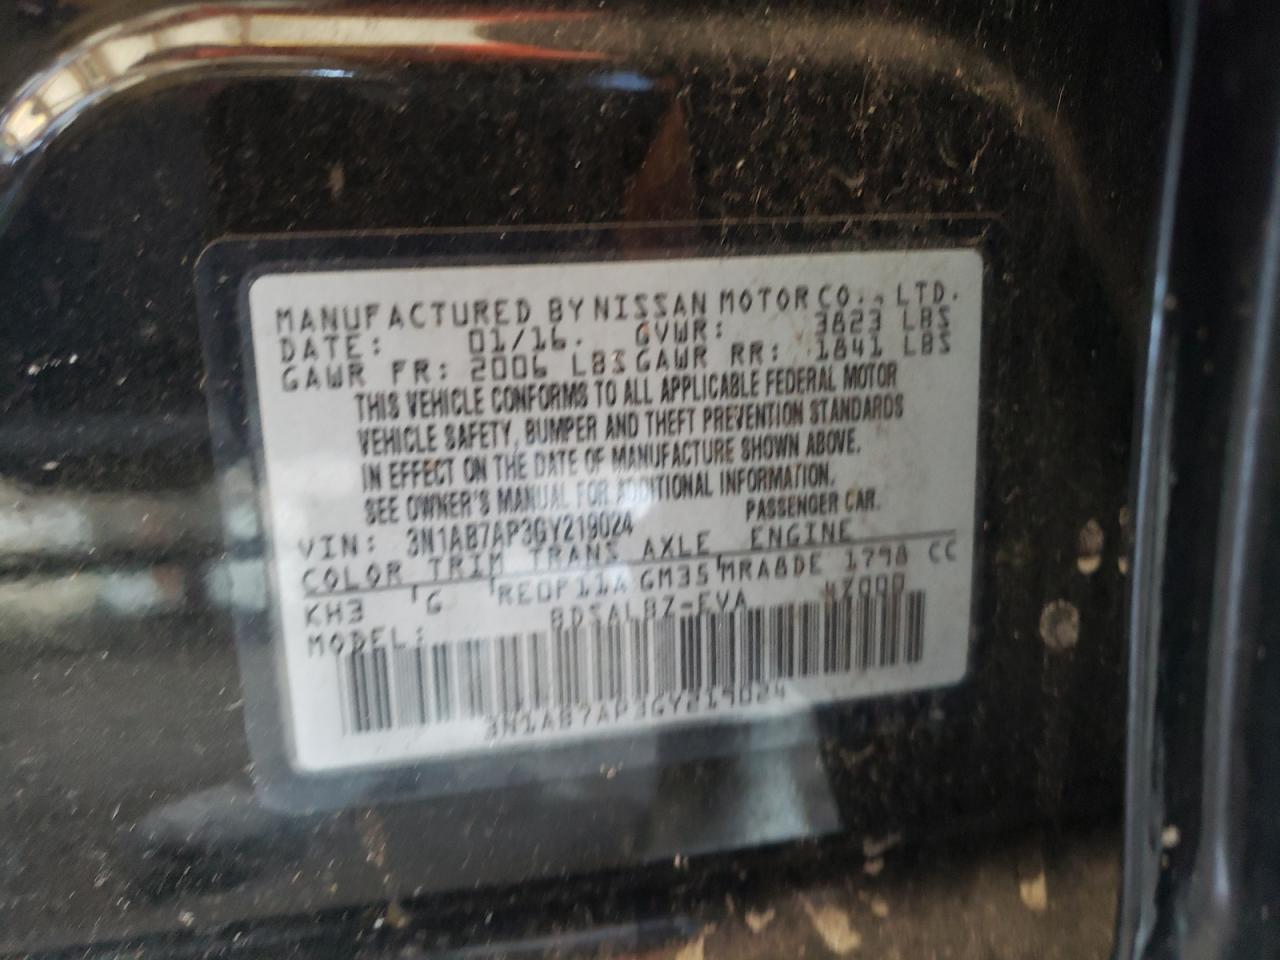 MANUFACTURED BY NISSAN MOTOR CO., LTD.
DATE: 01/16. GVWR: 3823 LBS
GAWR FR: 2006 LBS GAWR RR: 1841 LBS
THIS VEHICLE CONFORMS TO ALL APPLICABLE FEDERAL MOTOR
VEHICLE SAFETY, BUMPER AND THEFT PREVENTION STANDARDS
IN EFFECT ON THE DATE OF MANUFACTURE SHOWN ABOVE.
SEE OWNER'S MANUAL FOR ADDITIONAL INFORMATION.
VIN: 3N1AB7AP3GY219024 PASSENGER CAR.
COLOR TRIM TRANS AXLE ENGINE
KH3 G RE0F11A GM35 MRA8DE 1798 CC
MODEL: BDSALBZ-EVA
3N1AB7AP3GY219024